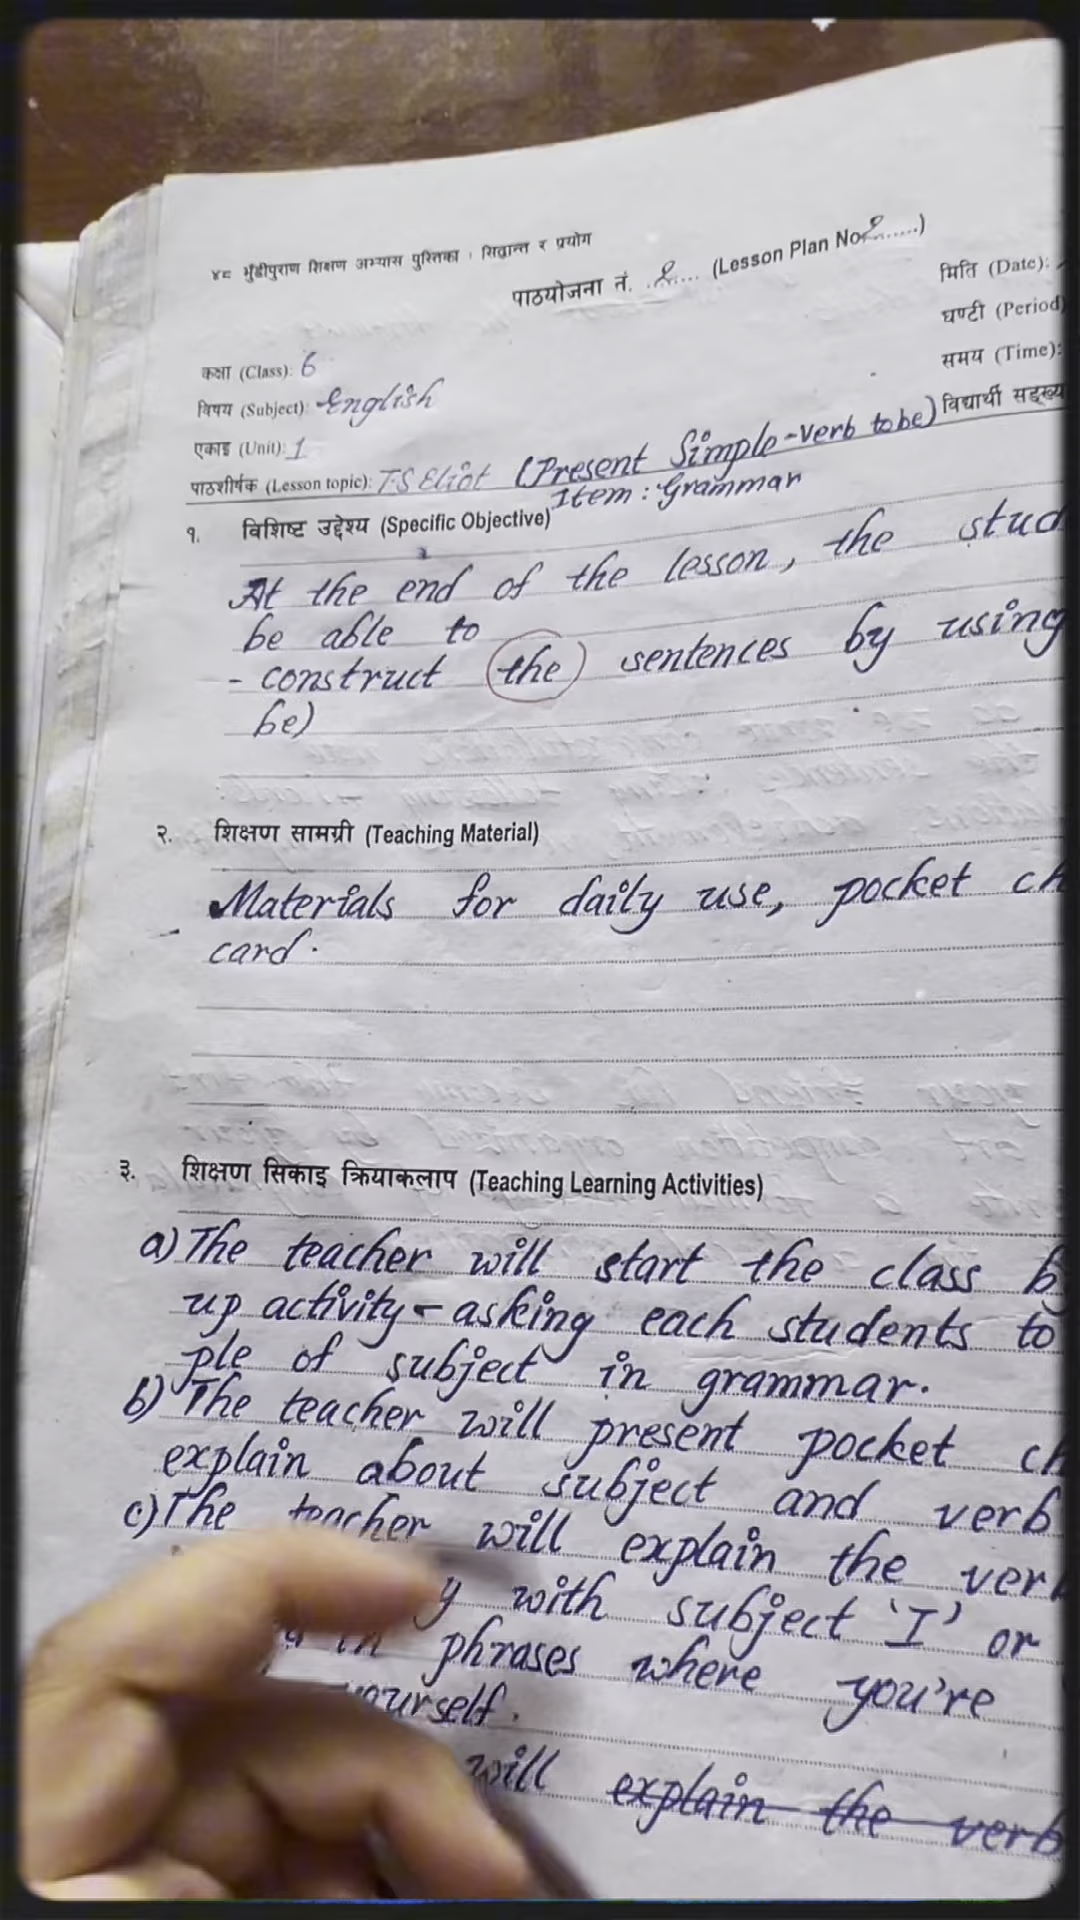 ४८ भुँडीपुराण शिक्षण अभ्यास पुस्तिका : सिद्धान्त र प्रयोग
पाठयोजना नं. .२.... (Lesson Plan No२......)
मिति (Date):
घण्टी (Period)
समय (Time):
विद्यार्थी सङ्ख्य
कक्षा (Class): 6
विषय (Subject): English
एकाइ (Unit): 1
पाठशीर्षक (Lesson topic): T.S Eliot (Present Simple-Verb to be)
Item : Grammar
१. विशिष्ट उद्देश्य (Specific Objective)
At the end of the lesson, the stud
be able to
- construct the sentences by using
be)
२. शिक्षण सामग्री (Teaching Material)
Materials for daily use, pocket ch
card.
३. शिक्षण सिकाइ क्रियाकलाप (Teaching Learning Activities)
a) The teacher will start the class b
up activity - asking each students to
ple of subject in grammar.
b) The teacher will present pocket ch
explain about subject and verb
c) The teacher will explain the verb
y with subject 'I' or
in phrases where you're
yourself.
will explain the verb